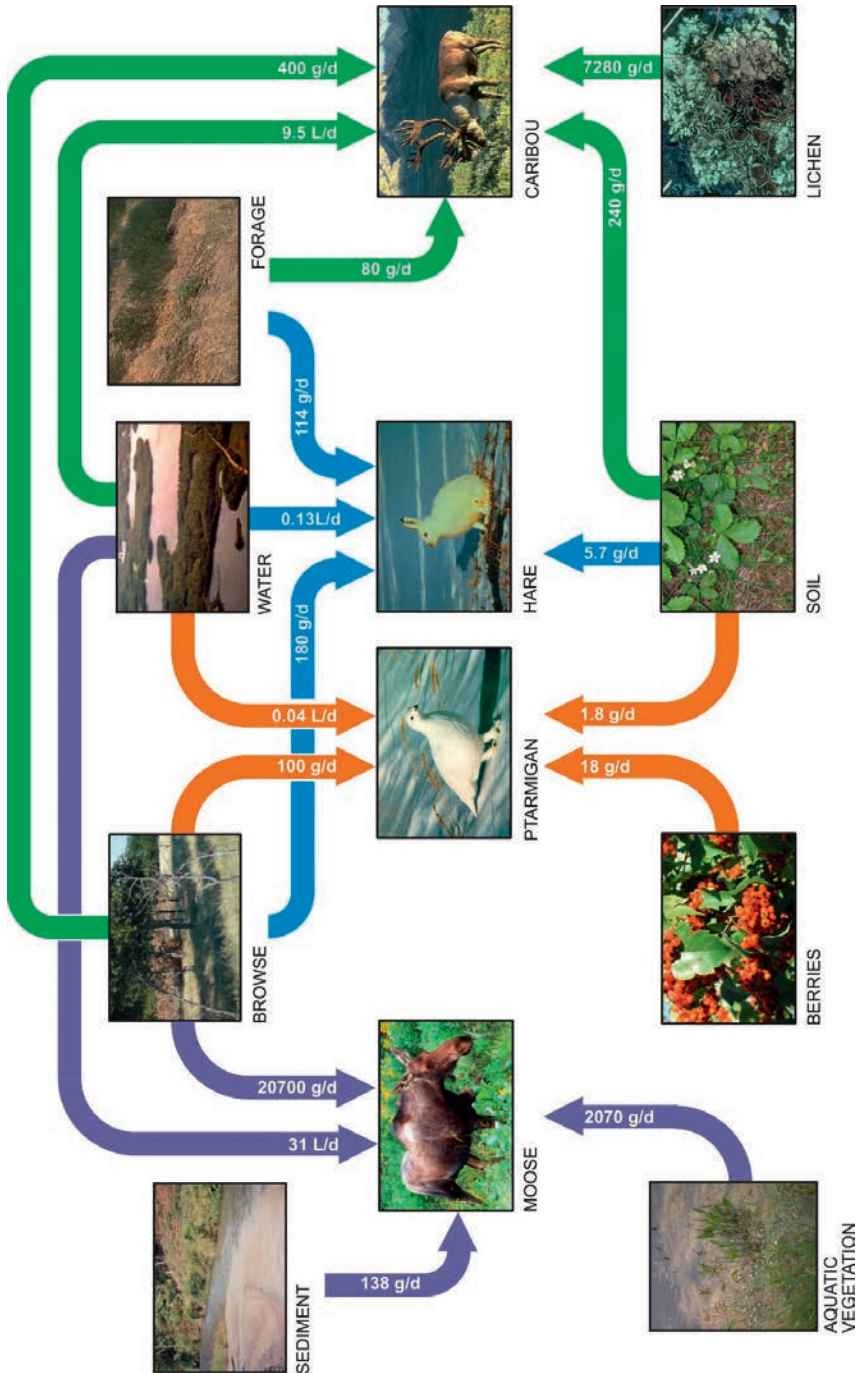 400 g/d
9.5 L/d
FORAGE
80 g/d
CARIBOU
7280 g/d
240 g/d
LICHEN
114 g/d
WATER
0.13L/d
180 g/d
HARE
5.7 g/d
SOIL
0.04 L/d
100 g/d
PTARMIGAN
1.8 g/d
18 g/d
BROWSE
BERRIES
20700 g/d
31 L/d
MOOSE
2070 g/d
SEDIMENT
138 g/d
AQUATIC
VEGETATION